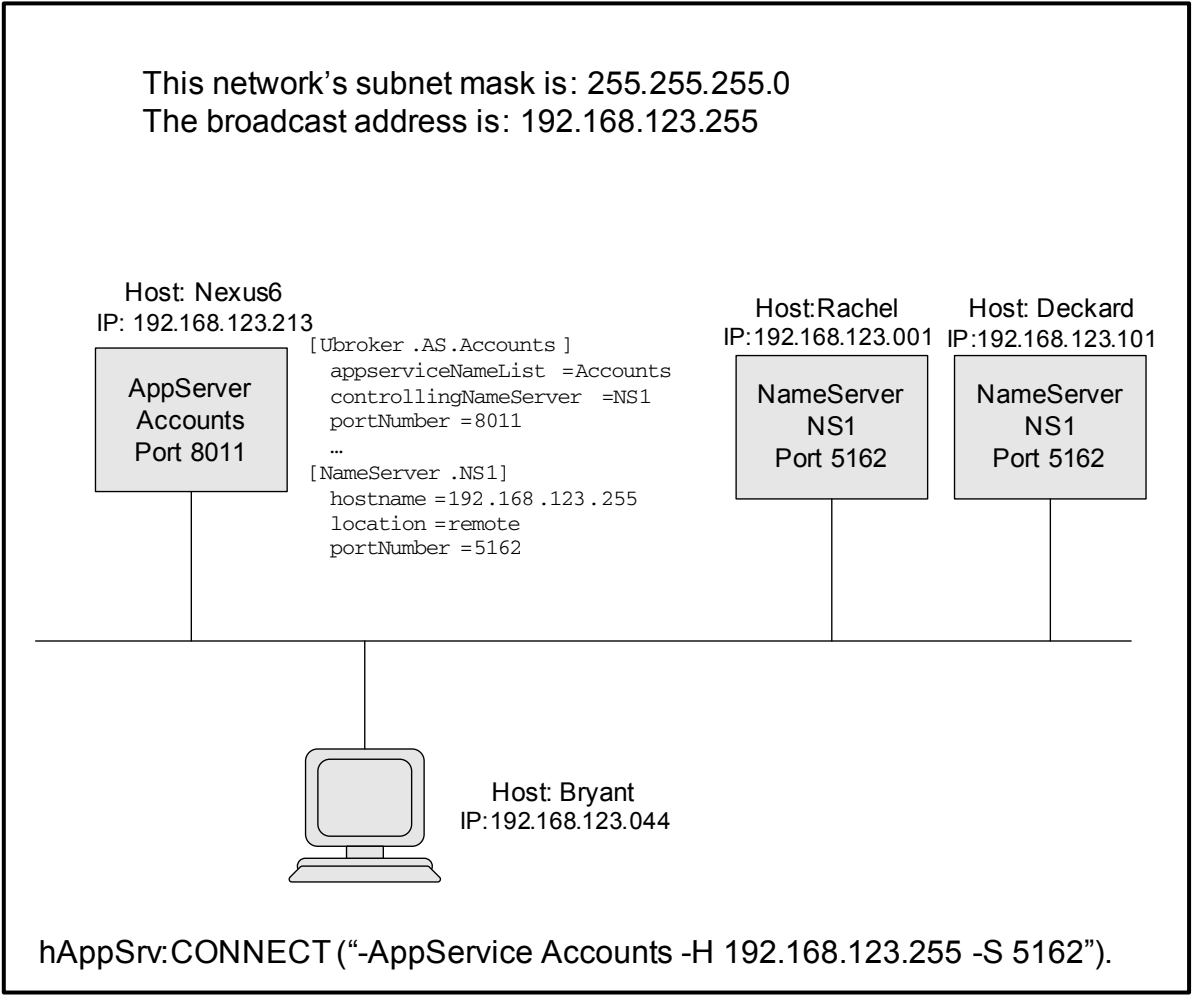 This network's subnet mask is: 255.255.255.0
The broadcast address is: 192.168.123.255
Host: Nexus6
IP: 192.168.123.213
AppServer
Accounts
Port 8011
[Ubroker .AS.Accounts ]
appserviceNameList =Accounts
controllingNameServer =NS1
portNumber =8011
…
[NameServer .NS1]
hostname =192.168.123.255
location =remote
portNumber =5162
Host:Rachel
IP:192.168.123.001
NameServer
NS1
Port 5162
Host: Deckard
IP:192.168.123.101
NameServer
NS1
Port 5162
Host: Bryant
IP:192.168.123.044
hAppSrv:CONNECT (“-AppService Accounts -H 192.168.123.255 -S 5162”).